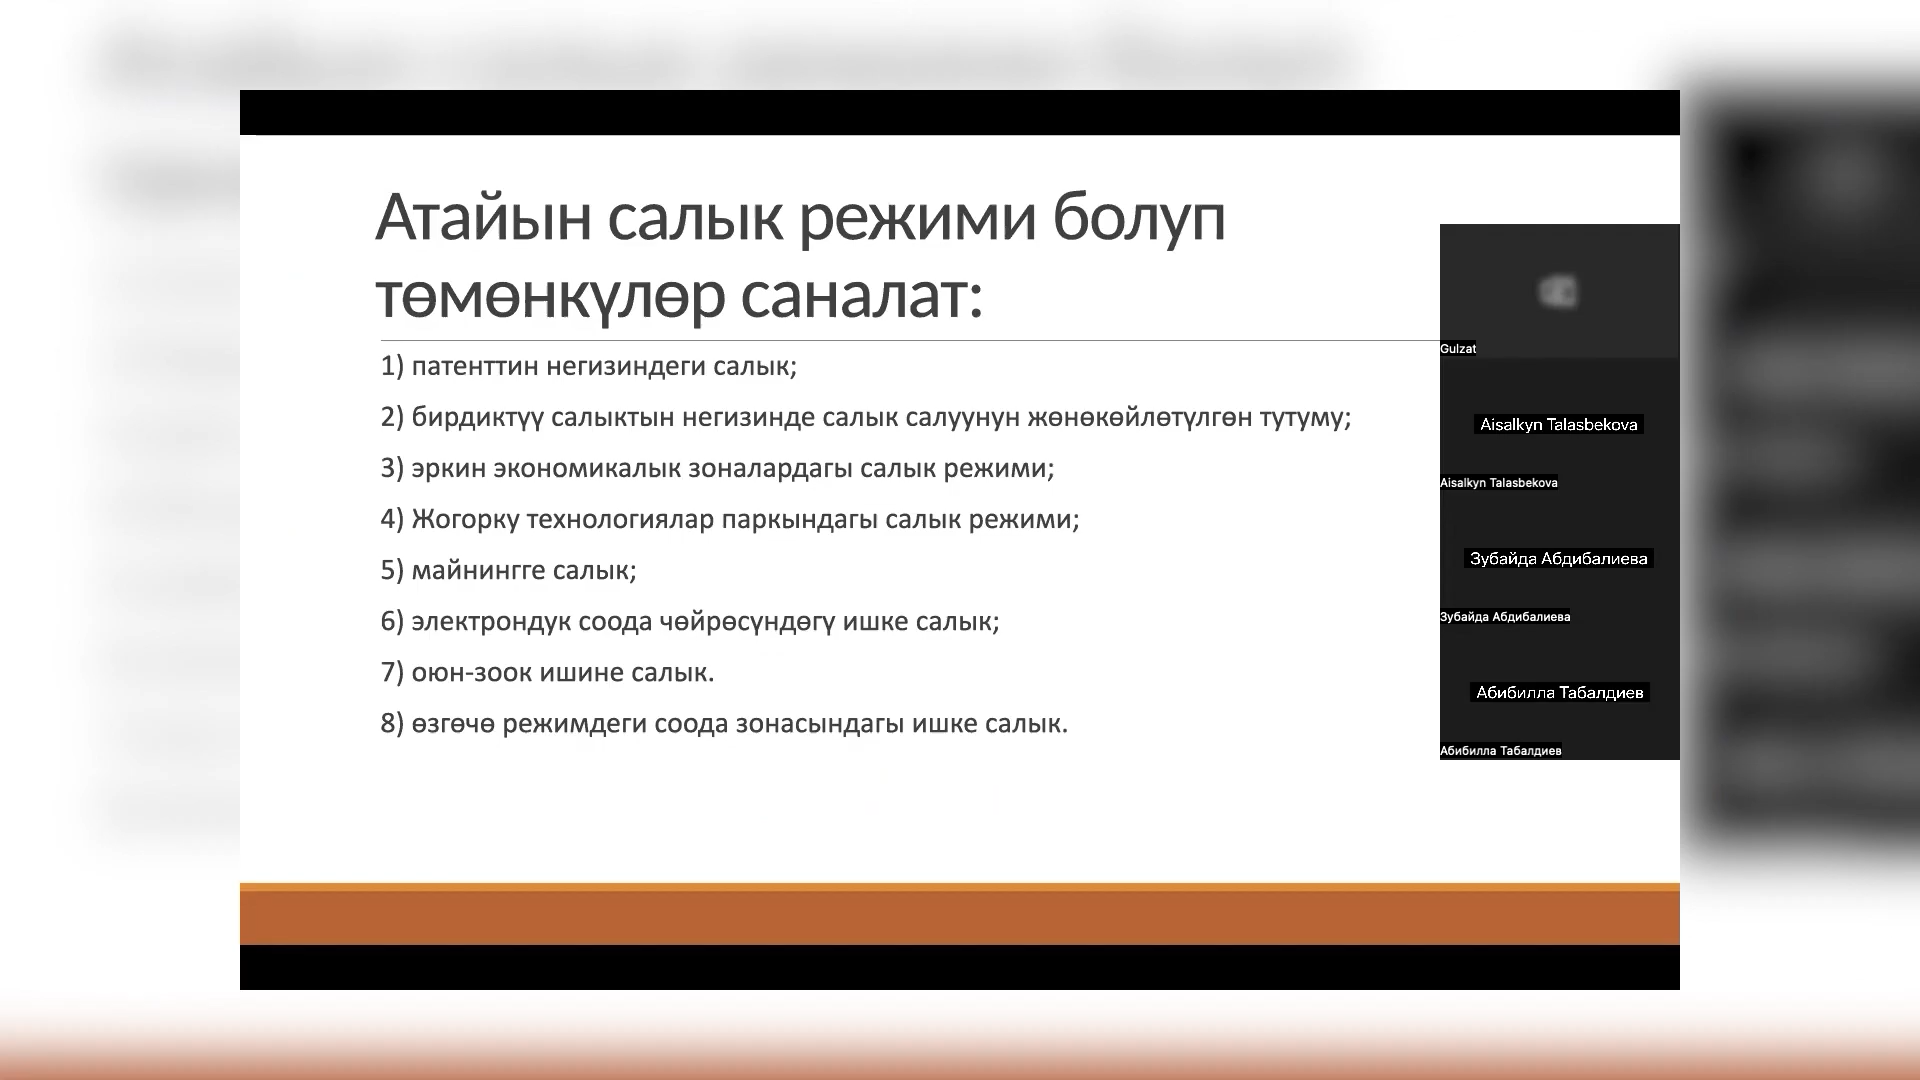 Атайын салык режими болуп
төмөнкүлөр саналат:
1) патенттин негизиндеги салык;
2) бирдиктүү салыктын негизинде салык салуунун жөнөкөйлөтүлгөн тутуму;
3) эркин экономикалык зоналардагы салык режими;
4) Жогорку технологиялар паркындагы салык режими;
5) майнингге салык;
6) электрондук соода чөйрөсүндөгү ишке салык;
7) оюн-зоок ишине салык.
8) өзгөчө режимдеги соода зонасындагы ишке салык.
Gulzat
Aisalkyn Talasbekova
Aisalkyn Talasbekova
Зубайда Абдибалиева
Зубайда Абдибалиева
Абибилла Табалдиев
Абибилла Табалдиев